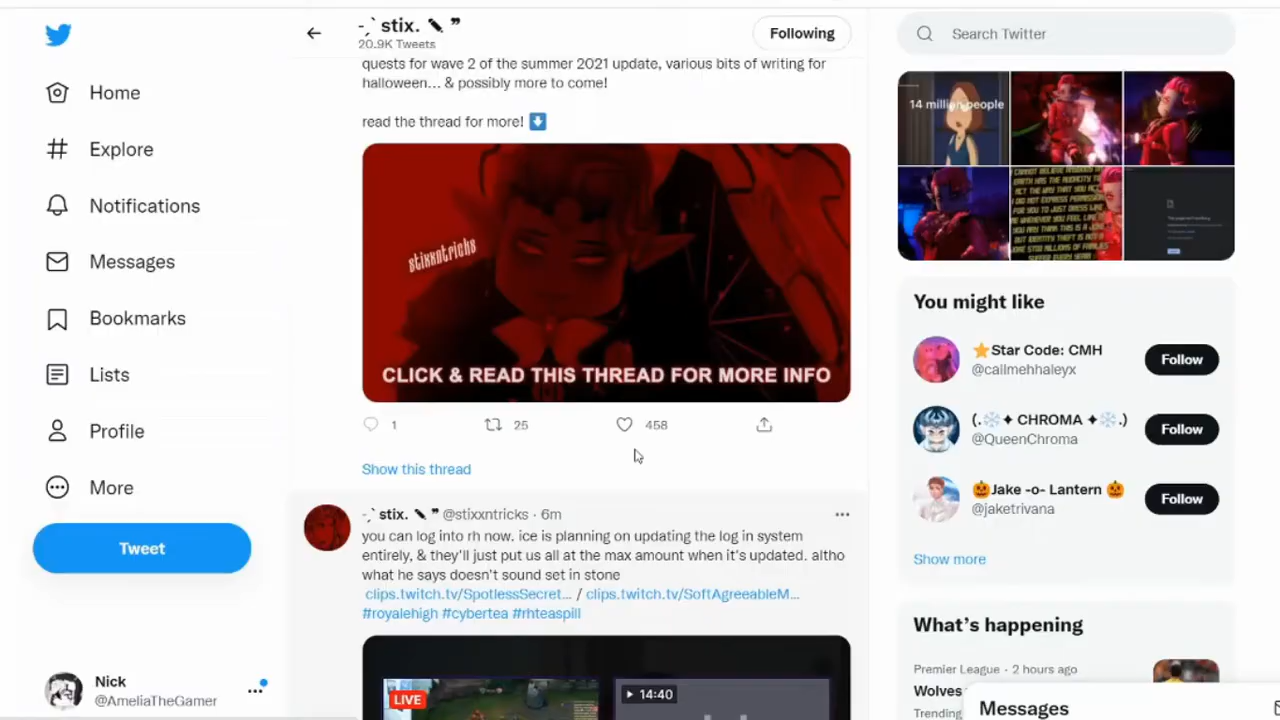 Home
Explore
Notifications
Messages
Bookmarks
Lists
Profile
More
Tweet
Nick
@AmeliaTheGamer
-ˏ` stix. ✎ ❞
20.9K Tweets
Following
quests for wave 2 of the summer 2021 update, various bits of writing for
halloween... & possibly more to come!
read the thread for more! ⬇️
stixxntricks
CLICK & READ THIS THREAD FOR MORE INFO
1
25
458
Show this thread
-ˏ` stix. ✎ ❞ @stixxntricks · 6m
you can log into rh now. ice is planning on updating the log in system
entirely, & they'll just put us all at the max amount when it's updated. altho
what he says doesn't sound set in stone
clips.twitch.tv/SpotlessSecret... / clips.twitch.tv/SoftAgreeableM...
#royalehigh #cybertea #rhteaspill
LIVE
14:40
Search Twitter
14 million people
You might like
⭐Star Code: CMH
@callmehhaleyx
Follow
(.❄️✦ CHROMA ✦❄️.)
@QueenChroma
Follow
🎃Jake -o- Lantern 🎃
@jaketrivana
Follow
Show more
What's happening
Premier League · 2 hours ago
Wolves
Trending
Messages